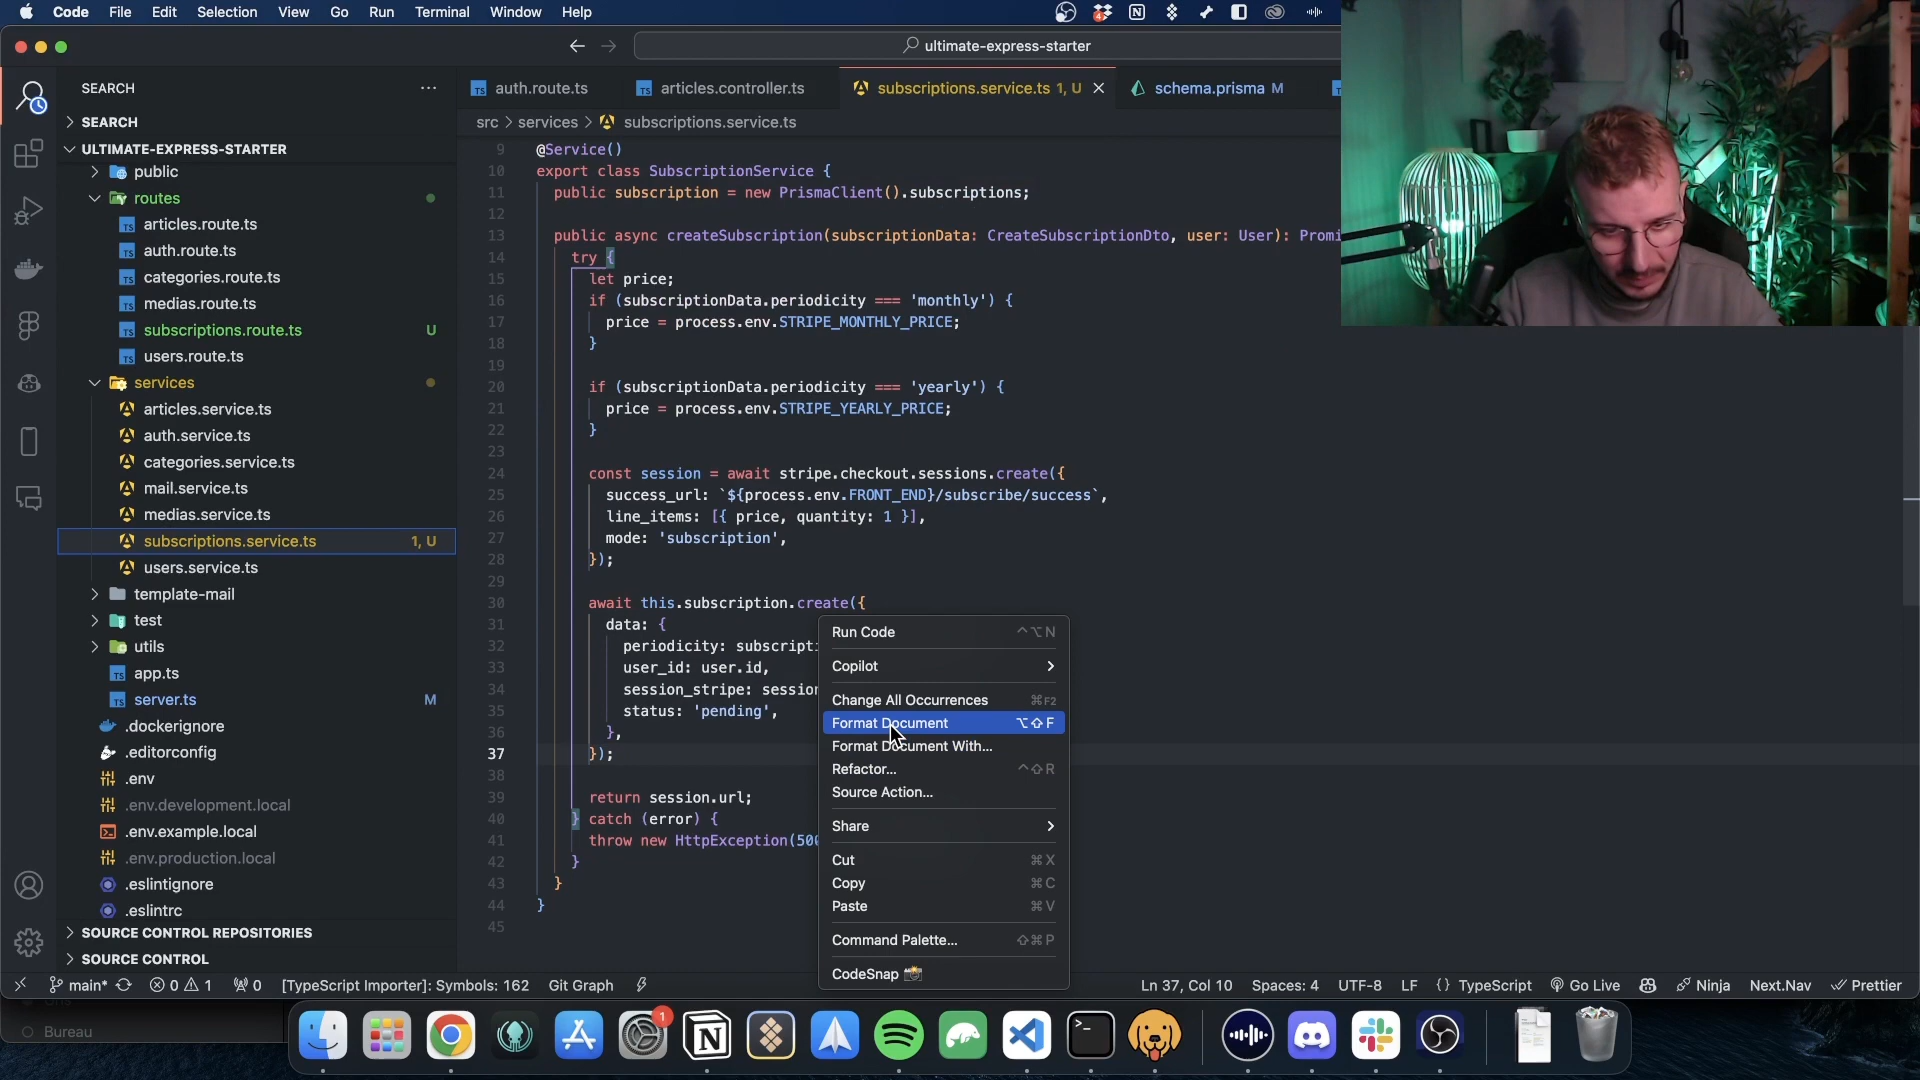 Code File Edit Selection View Go Run Terminal Window Help
4
ultimate-express-starter
SEARCH
SEARCH
ULTIMATE-EXPRESS-STARTER
public
routes
articles.route.ts
auth.route.ts
categories.route.ts
medias.route.ts
subscriptions.route.ts U
users.route.ts
services
articles.service.ts
auth.service.ts
categories.service.ts
mail.service.ts
medias.service.ts
subscriptions.service.ts 1, U
users.service.ts
template-mail
test
utils
app.ts
server.ts M
.dockerignore
.editorconfig
.env
.env.development.local
.env.example.local
.env.production.local
.eslintignore
.eslintrc
SOURCE CONTROL REPOSITORIES
SOURCE CONTROL
auth.route.ts articles.controller.ts subscriptions.service.ts 1, U schema.prisma M
src > services > subscriptions.service.ts
9 @Service()
10 export class SubscriptionService {
11 public subscription = new PrismaClient().subscriptions;
12
13 public async createSubscription(subscriptionData: CreateSubscriptionDto, user: User): Promi
14 try {
15 let price;
16 if (subscriptionData.periodicity === 'monthly') {
17 price = process.env.STRIPE_MONTHLY_PRICE;
18 }
19
20 if (subscriptionData.periodicity === 'yearly') {
21 price = process.env.STRIPE_YEARLY_PRICE;
22 }
23
24 const session = await stripe.checkout.sessions.create({
25 success_url: `${process.env.FRONT_END}/subscribe/success`,
26 line_items: [{ price, quantity: 1 }],
27 mode: 'subscription',
28 });
29
30 await this.subscription.create({
31 data: {
32 periodicity: subscripti
33 user_id: user.id,
34 session_stripe: session
35 status: 'pending',
36 },
37 });
38
39 return session.url;
40 } catch (error) {
41 throw new HttpException(500
42 }
43 }
44 }
45
Run Code ^⌥N
Copilot
Change All Occurrences ⌘F2
Format Document ⌥⇧F
Format Document With...
Refactor... ^⇧R
Source Action...
Share
Cut ⌘X
Copy ⌘C
Paste ⌘V
Command Palette... ⇧⌘P
CodeSnap 📸
main* 0 1 0 [TypeScript Importer]: Symbols: 162 Git Graph Ln 37, Col 10 Spaces: 4 UTF-8 LF {} TypeScript Go Live Ninja Next.Nav Prettier
Bureau
1